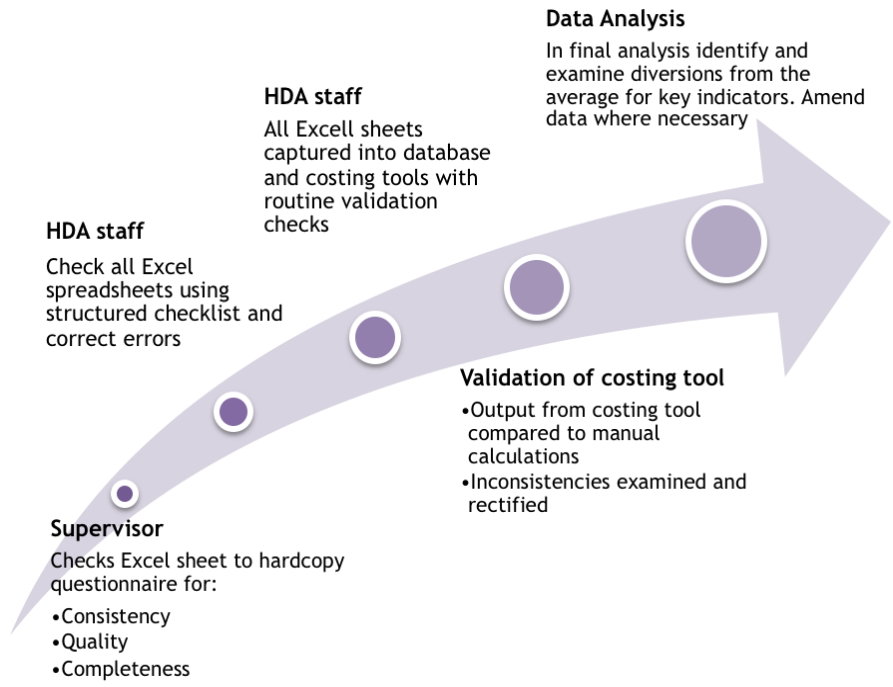 Data Analysis
In final analysis identify and
examine diversions from the
average for key indicators. Amend
data where necessary
HDA staff
All Excell sheets
captured into database
and costing tools with
routine validation
checks
HDA staff
Check all Excel
spreadsheets using
structured checklist and
correct errors
Validation of costing tool
•Output from costing tool
compared to manual
calculations
•Inconsistencies examined and
rectified
Supervisor
Checks Excel sheet to hardcopy
questionnaire for:
•Consistency
•Quality
•Completeness